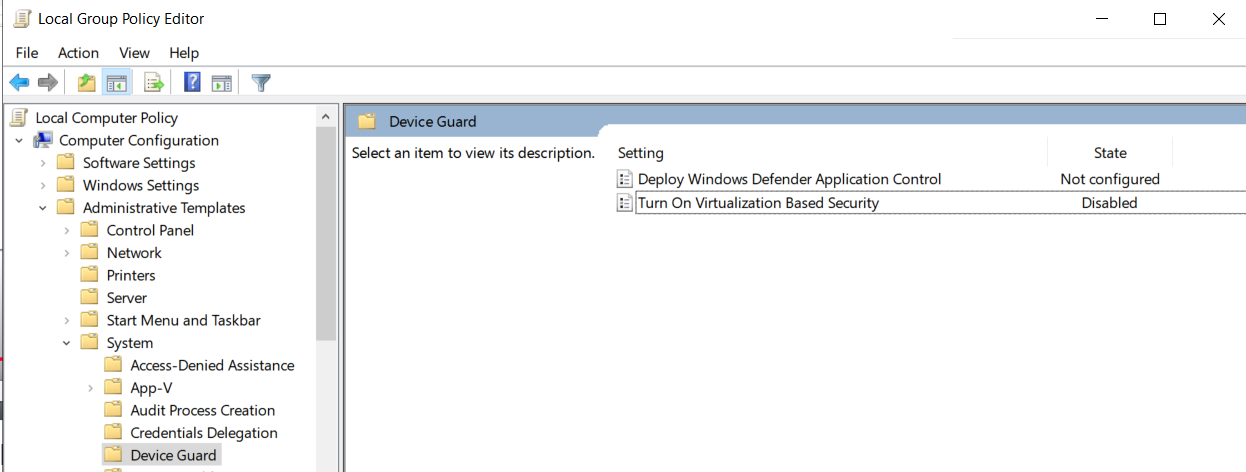 Local Group Policy Editor
File Action View Help
Local Computer Policy
Computer Configuration
Software Settings
Windows Settings
Administrative Templates
Control Panel
Network
Printers
Server
Start Menu and Taskbar
System
Access-Denied Assistance
App-V
Audit Process Creation
Credentials Delegation
Device Guard
Device Guard
Select an item to view its description.
Setting State
Deploy Windows Defender Application Control Not configured
Turn On Virtualization Based Security Disabled